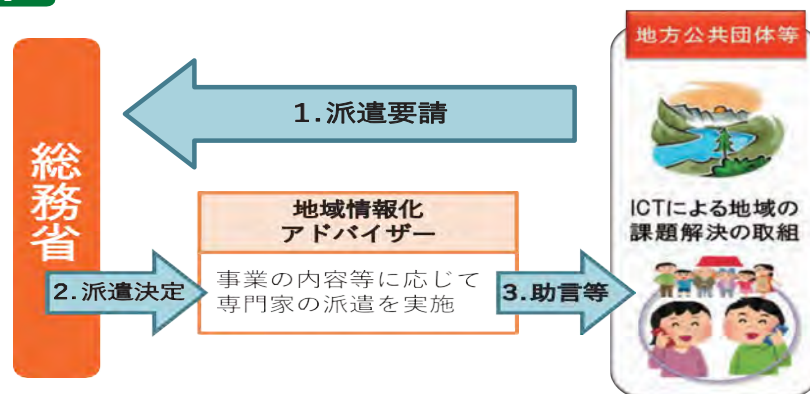 地方公共団体等
1.派遣要請
総務省
地域情報化
アドバイザー
ICTによる地域の
課題解決の取組
2.派遣決定
事業の内容等に応じて
専門家の派遣を実施
3.助言等